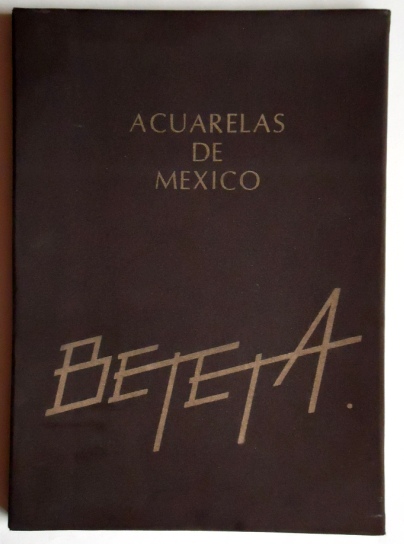 ACUARELAS
DE
MEXICO
BETETA.